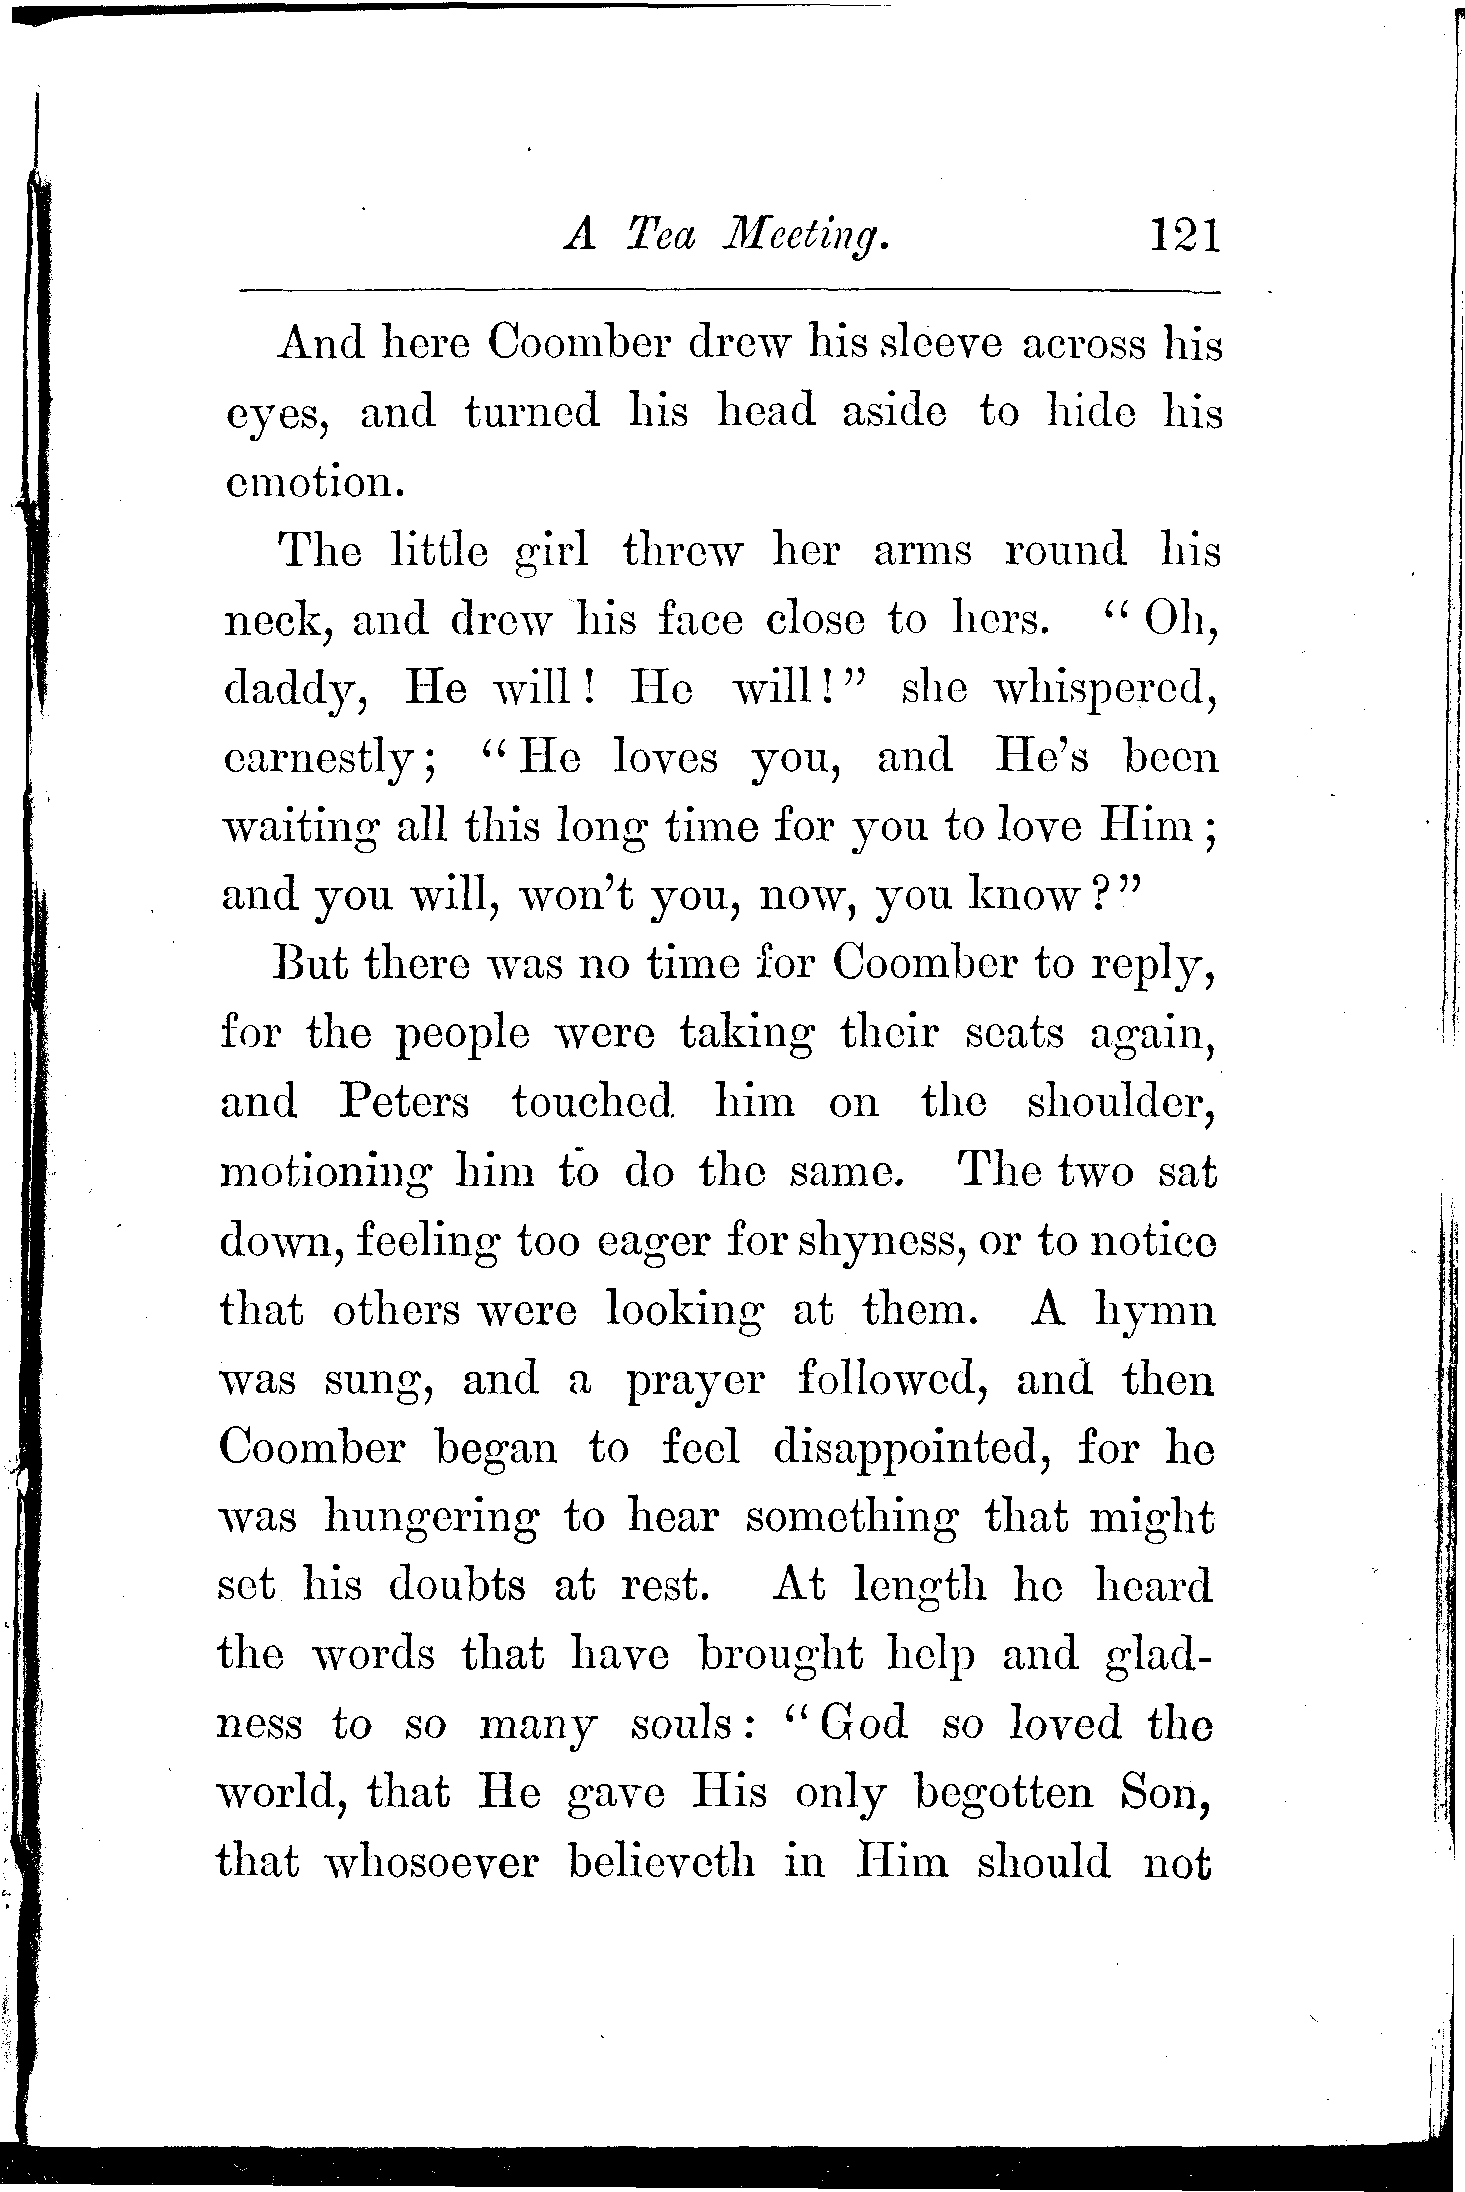 A Tea Meeting. 121
And here Coomber drew his sleeve across his
eyes, and turned his head aside to hide his
emotion.
The little girl threw her arms round his
neck, and drew his face close to hers. “Oh,
daddy, He will! He will!” she whispered,
earnestly; “He loves you, and He’s been
waiting all this long time for you to love Him;
and you will, won’t you, now, you know?”
But there was no time for Coomber to reply,
for the people were taking their seats again,
and Peters touched him on the shoulder,
motioning him to do the same. The two sat
down, feeling too eager for shyness, or to notice
that others were looking at them. A hymn
was sung, and a prayer followed, and then
Coomber began to feel disappointed, for he
was hungering to hear something that might
set his doubts at rest. At length he heard
the words that have brought help and glad-
ness to so many souls: “God so loved the
world, that He gave His only begotten Son,
that whosoever believeth in Him should not